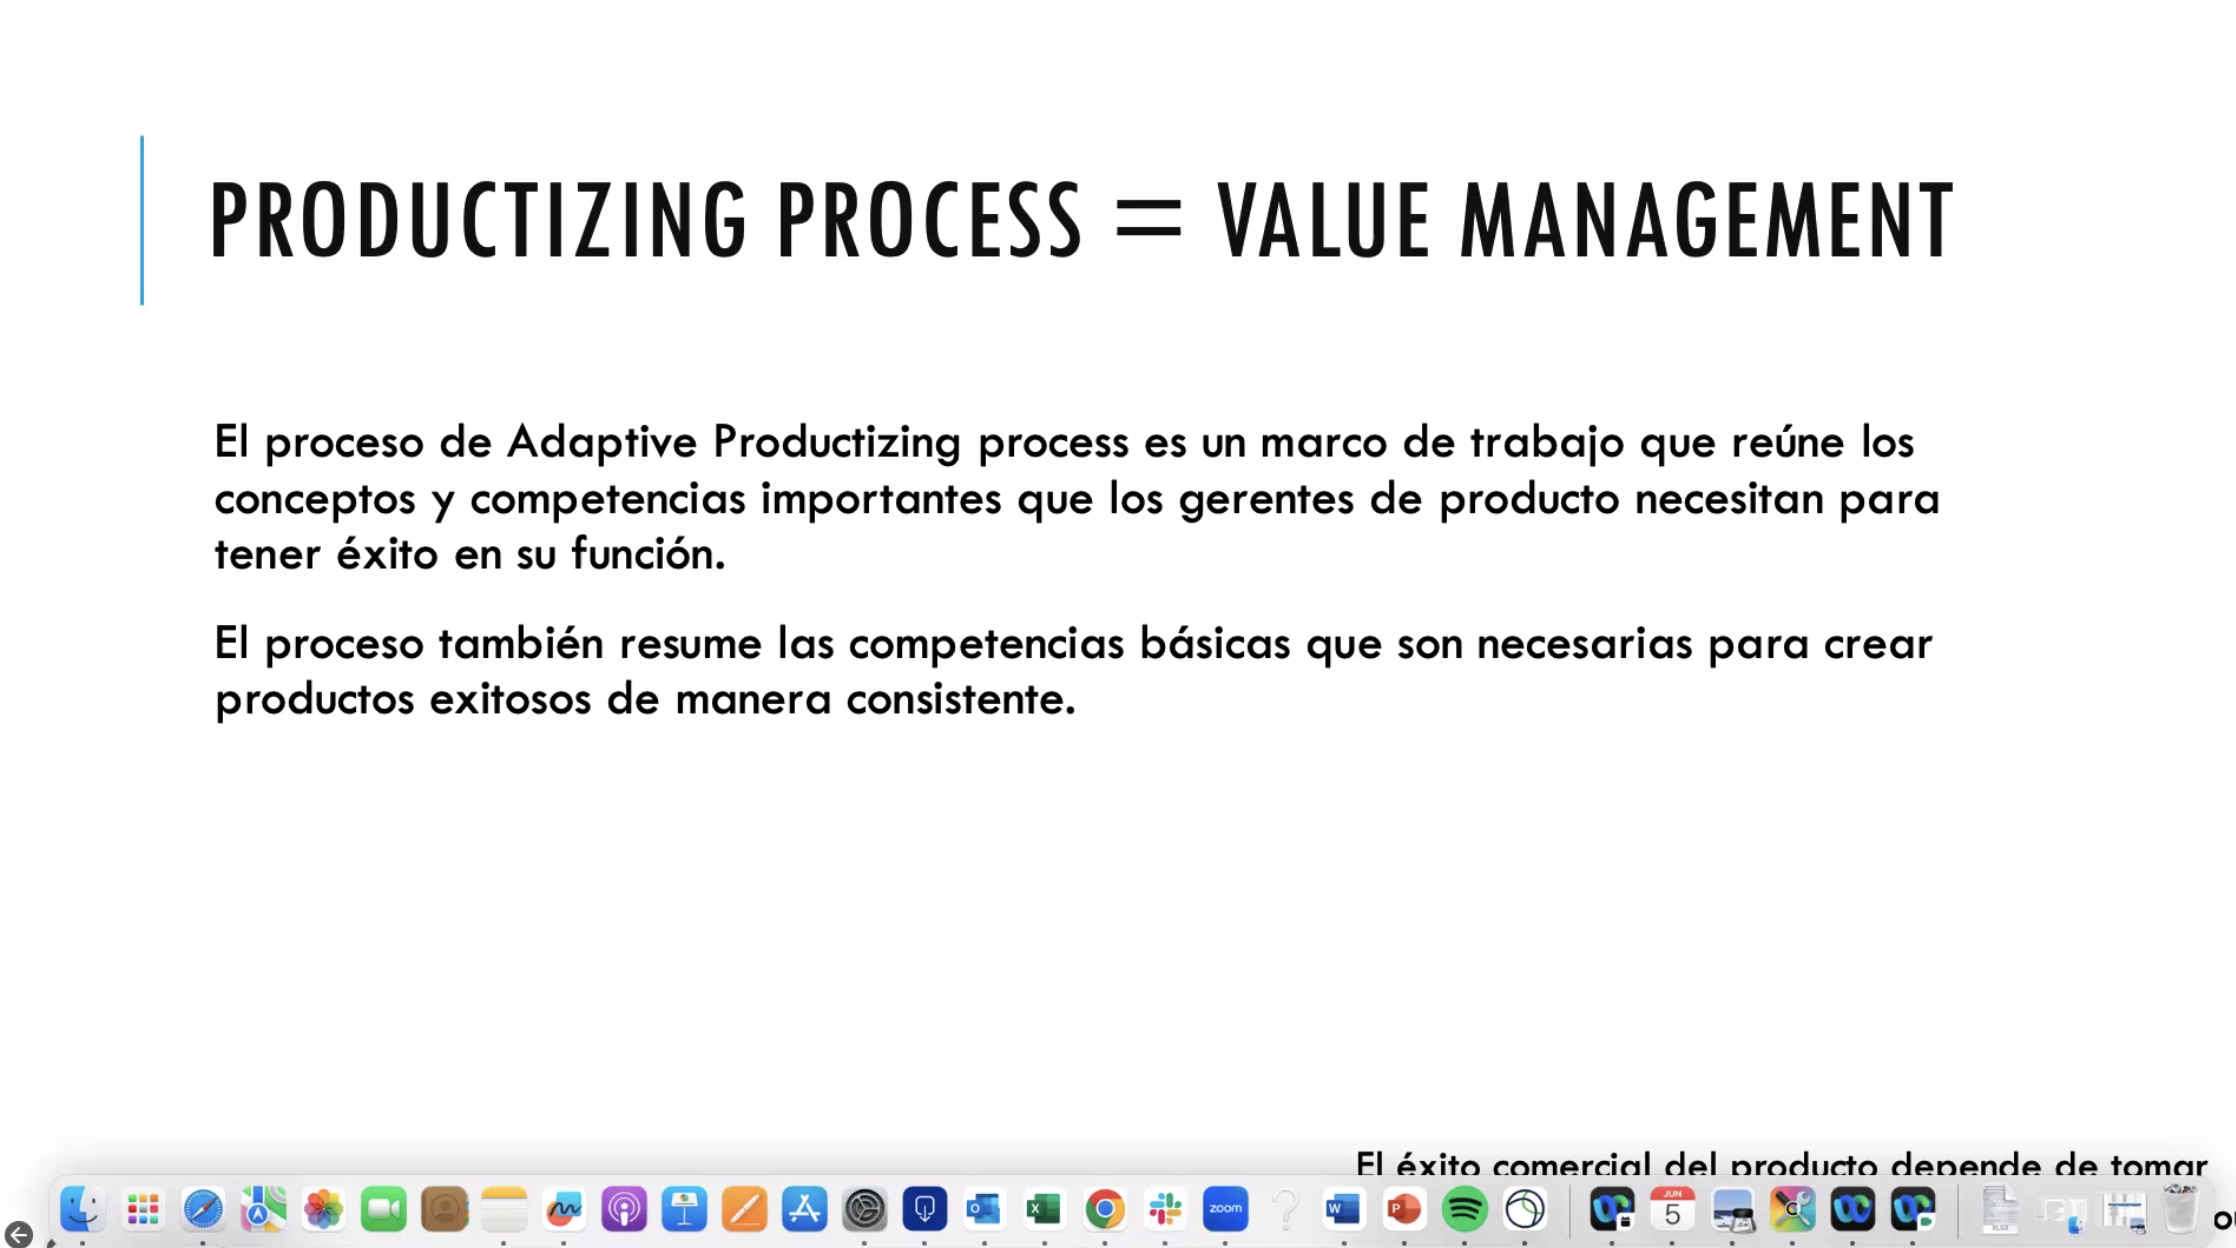 PRODUCTIZING PROCESS = VALUE MANAGEMENT
El proceso de Adaptive Productizing process es un marco de trabajo que reúne los
conceptos y competencias importantes que los gerentes de producto necesitan para
tener éxito en su función.
El proceso también resume las competencias básicas que son necesarias para crear
productos exitosos de manera consistente.
El éxito comercial del producto depende de tomar
zoom
JUN
5